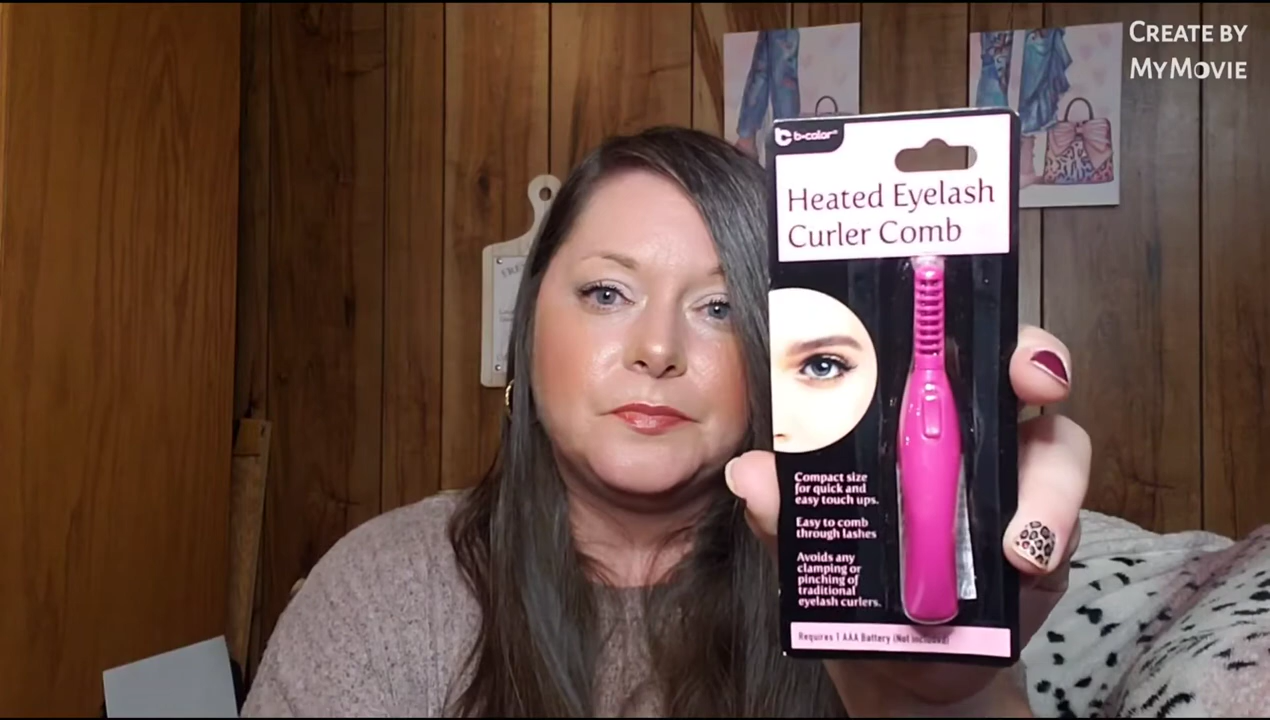 CREATE BY
MYMOVIE
b-color
Heated Eyelash
Curler Comb
Compact size
for quick and
easy touch ups.
Easy to comb
through lashes
Avoids any
clamping or
pinching of
traditional
eyelash curlers.
Requires 1 AAA Battery (Not included)